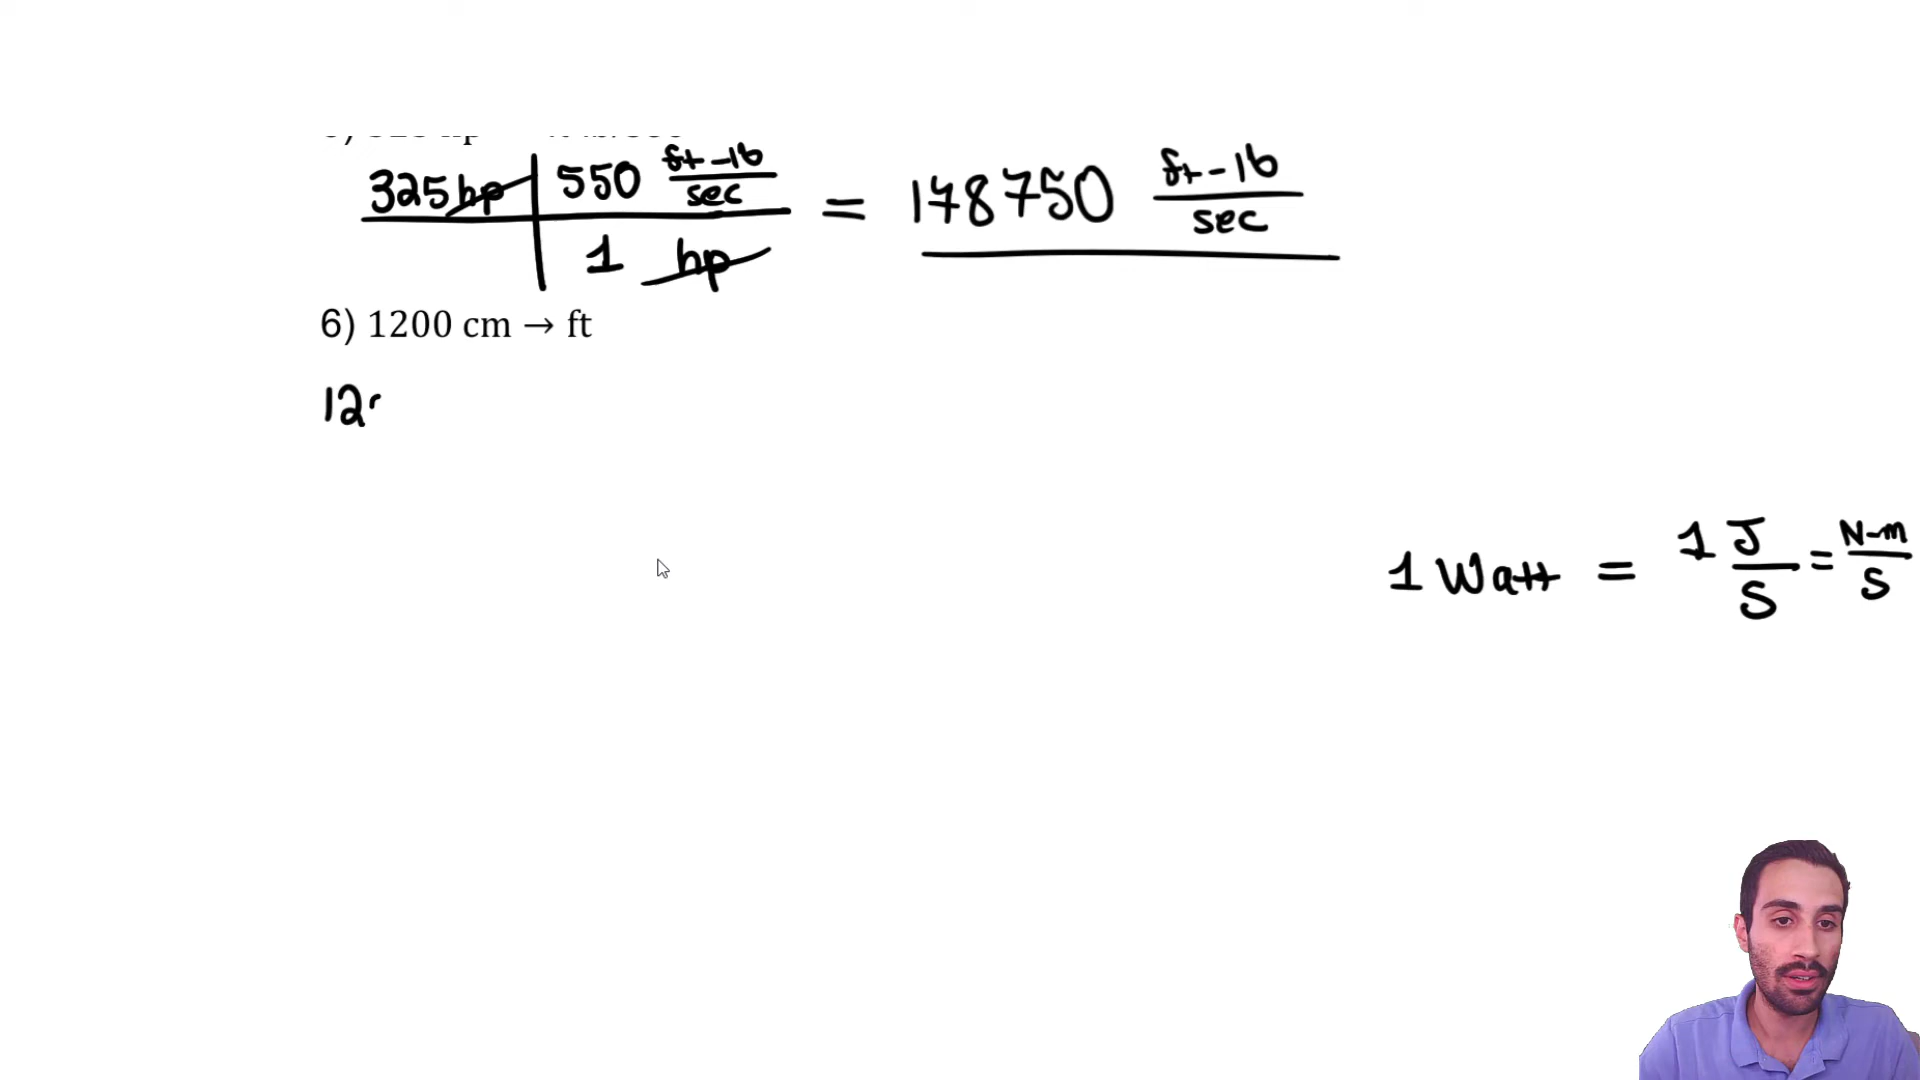 325 hp | 550 ft-lb/sec = 178750 ft-lb/sec
1 hp
6) 1200 cm → ft
12
1 Watt = 1 J/S = N-m/S